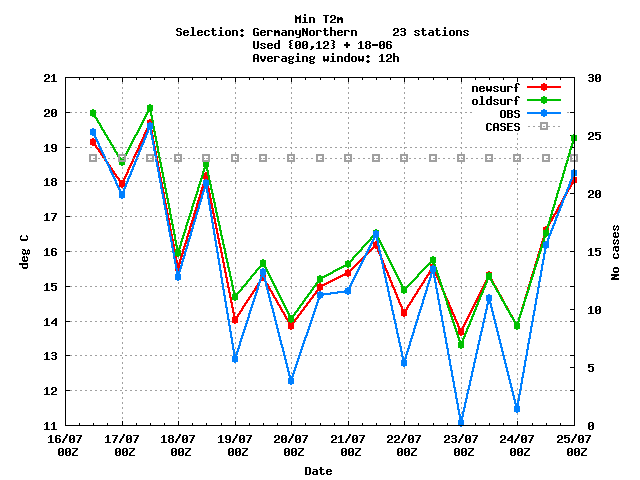 Min T2m
Selection: GermanyNorthern     23 stations
Used {00,12} + 18-06
Averaging window: 12h
newsurf
oldsurf
OBS
CASES
21
20
19
18
17
16
15
14
13
12
11
deg C
30
25
20
15
10
5
0
No cases
16/07 17/07 18/07 19/07 20/07 21/07 22/07 23/07 24/07 25/07
00Z 00Z 00Z 00Z 00Z 00Z 00Z 00Z 00Z 00Z
Date